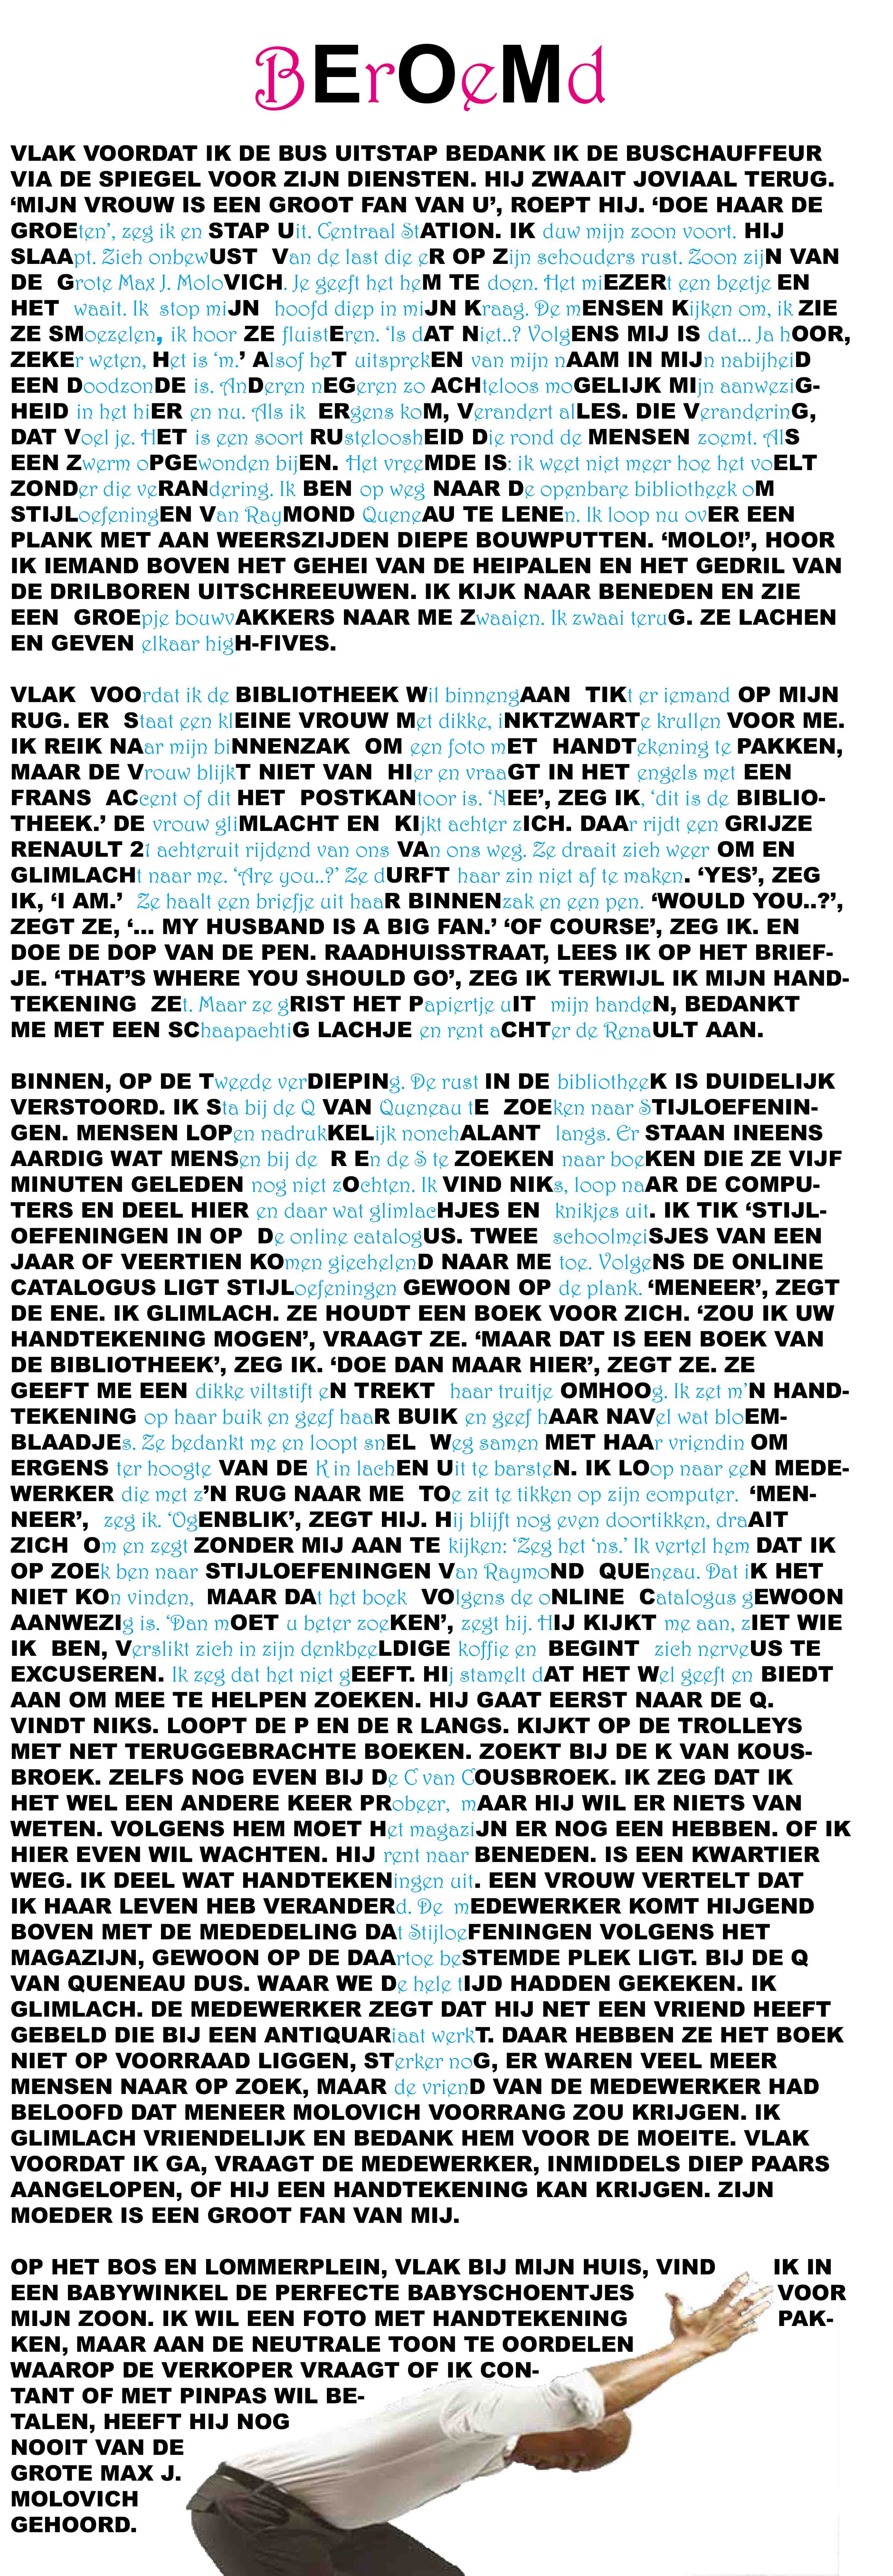 BErOeMd
VLAK VOORDAT IK DE BUS UITSTAP BEDANK IK DE BUSCHAUFFEUR
VIA DE SPIEGEL VOOR ZIJN DIENSTEN. HIJ ZWAAIT JOVIAAL TERUG.
‘MIJN VROUW IS EEN GROOT FAN VAN U’, ROEPT HIJ. ‘DOE HAAR DE
GROEten’, zeg ik en STAP Uit. Centraal StATION. IK duw mijn zoon voort. HIJ
SLAApt. Zich onbewUST Van de last die eR OP Zijn schouders rust. Zoon zijN VAN
DE Grote Max J. MoloVICH. Je geeft het heM TE doen. Het miEZERt een beetje EN
HET waait. Ik stop miJN hoofd diep in miJN Kraag. De mENSEN Kijken om, ik ZIE
ZE SMoezelen, ik hoor ZE fluistEren. ‘Is dAT Niet..? VolgENS MIJ IS dat... Ja hOOR,
ZEKEr weten, Het is ‘m.’ Alsof heT uitsprekEN van mijn nAAM IN MIJn nabijheiD
EEN DoodzonDE is. AnDeren nEGeren zo ACHteloos moGELIJK MIjn aanweziG-
HEID in het hiER en nu. Als ik ERgens koM, Verandert alLES. DIE VeranderinG,
DAT Voel je. HET is een soort RUstelooshEID Die rond de MENSEN zoemt. AlS
EEN Zwerm oPGEwonden bijEN. Het vreeMDE IS: ik weet niet meer hoe het voELT
ZONDer die veRANdering. Ik BEN op weg NAAR De openbare bibliotheek oM
STIJLoefeningEN Van RayMOND QueneAU TE LENEn. Ik loop nu ovER EEN
PLANK MET AAN WEERSZIJDEN DIEPE BOUWPUTTEN. ‘MOLO!’, HOOR
IK IEMAND BOVEN HET GEHEI VAN DE HEIPALEN EN HET GEDRIL VAN
DE DRILBOREN UITSCHREEUWEN. IK KIJK NAAR BENEDEN EN ZIE
EEN GROEpje bouwvAKKERS NAAR ME Zwaaien. Ik zwaai teruG. ZE LACHEN
EN GEVEN elkaar higH-FIVES.
VLAK VOOrdat ik de BIBLIOTHEEK Wil binnengAAN TIKt er iemand OP MIJN
RUG. ER Staat een klEINE VROUW Met dikke, iNKTZWARTe krullen VOOR ME.
IK REIK NAar mijn biNNENZAK OM een foto mET HANDTekening te PAKKEN,
MAAR DE Vrouw blijkT NIET VAN HIer en vraaGT IN HET engels met EEN
FRANS ACcent of dit HET POSTKANtoor is. ‘NEE’, ZEG IK, ‘dit is de BIBLIO-
THEEK.’ DE vrouw gliMLACHT EN KIjkt achter zICH. DAAr rijdt een GRIJZE
RENAULT 21 achteruit rijdend van ons VAn ons weg. Ze draait zich weer OM EN
GLIMLACHt naar me. ‘Are you..?’ Ze dURFT haar zin niet af te maken. ‘YES’, ZEG
IK, ‘I AM.’ Ze haalt een briefje uit haaR BINNENzak en een pen. ‘WOULD YOU..?’,
ZEGT ZE, ‘... MY HUSBAND IS A BIG FAN.’ ‘OF COURSE’, ZEG IK. EN
DOE DE DOP VAN DE PEN. RAADHUISSTRAAT, LEES IK OP HET BRIEF-
JE. ‘THAT’S WHERE YOU SHOULD GO’, ZEG IK TERWIJL IK MIJN HAND-
TEKENING ZEt. Maar ze gRIST HET Papiertje uIT mijn handeN, BEDANKT
ME MET EEN SChaapachtiG LACHJE en rent aCHTer de RenaULT AAN.
BINNEN, OP DE Tweede verDIEPINg. De rust IN DE bibliotheeK IS DUIDELIJK
VERSTOORD. IK Sta bij de Q VAN Queneau tE ZOEken naar STIJLOEFENIN-
GEN. MENSEN LOPen nadrukKELijk nonchALANT langs. Er STAAN INEENS
AARDIG WAT MENSen bij de R En de S te ZOEKEN naar boeKEN DIE ZE VIJF
MINUTEN GELEDEN nog niet zOchten. Ik VIND NIKs, loop naAR DE COMPU-
TERS EN DEEL HIER en daar wat glimlacHJES EN knikjes uit. IK TIK ‘STIJL-
OEFENINGEN IN OP De online catalogUS. TWEE schoolmeiSJES VAN EEN
JAAR OF VEERTIEN KOmen giechelenD NAAR ME toe. VolgeNS DE ONLINE
CATALOGUS LIGT STIJLoefeningen GEWOON OP de plank. ‘MENEER’, ZEGT
DE ENE. IK GLIMLACH. ZE HOUDT EEN BOEK VOOR ZICH. ‘ZOU IK UW
HANDTEKENING MOGEN’, VRAAGT ZE. ‘MAAR DAT IS EEN BOEK VAN
DE BIBLIOTHEEK’, ZEG IK. ‘DOE DAN MAAR HIER’, ZEGT ZE. ZE
GEEFT ME EEN dikke viltstift eN TREKT haar truitje OMHOOg. Ik zet m’N HAND-
TEKENING op haar buik en geef haaR BUIK en geef hAAR NAVel wat bloEM-
BLAADJEs. Ze bedankt me en loopt snEL Weg samen MET HAAr vriendin OM
ERGENS ter hoogte VAN DE K in lachEN Uit te barsteN. IK LOop naar eeN MEDE-
WERKER die met z’N RUG NAAR ME TOe zit te tikken op zijn computer. ‘MEN-
NEER’, zeg ik. ‘OgENBLIK’, ZEGT HIJ. Hij blijft nog even doortikken, draAIT
ZICH Om en zegt ZONDER MIJ AAN TE kijken: ‘Zeg het ‘ns.’ Ik vertel hem DAT IK
OP ZOEk ben naar STIJLOEFENINGEN Van RaymoND QUEneau. Dat iK HET
NIET KOn vinden, MAAR DAt het boek VOlgens de oNLINE Catalogus gEWOON
AANWEZIg is. ‘Dan mOET u beter zoeKEN’, zegt hij. HIJ KIJKT me aan, zIET WIE
IK BEN, Verslikt zich in zijn denkbeeLDIGE koffie en BEGINT zich nerveUS TE
EXCUSEREN. Ik zeg dat het niet gEEFT. HIj stamelt dAT HET Wel geeft en BIEDT
AAN OM MEE TE HELPEN ZOEKEN. HIJ GAAT EERST NAAR DE Q.
VINDT NIKS. LOOPT DE P EN DE R LANGS. KIJKT OP DE TROLLEYS
MET NET TERUGGEBRACHTE BOEKEN. ZOEKT BIJ DE K VAN KOUS-
BROEK. ZELFS NOG EVEN BIJ De C van COUSBROEK. IK ZEG DAT IK
HET WEL EEN ANDERE KEER PRobeer, mAAR HIJ WIL ER NIETS VAN
WETEN. VOLGENS HEM MOET Het magaziJN ER NOG EEN HEBBEN. OF IK
HIER EVEN WIL WACHTEN. HIJ rent naar BENEDEN. IS EEN KWARTIER
WEG. IK DEEL WAT HANDTEKENingen uit. EEN VROUW VERTELT DAT
IK HAAR LEVEN HEB VERANDERd. De mEDEWERKER KOMT HIJGEND
BOVEN MET DE MEDEDELING DAt StijloeFENINGEN VOLGENS HET
MAGAZIJN, GEWOON OP DE DAArtoe beSTEMDE PLEK LIGT. BIJ DE Q
VAN QUENEAU DUS. WAAR WE De hele tIJD HADDEN GEKEKEN. IK
GLIMLACH. DE MEDEWERKER ZEGT DAT HIJ NET EEN VRIEND HEEFT
GEBELD DIE BIJ EEN ANTIQUARiaat werkT. DAAR HEBBEN ZE HET BOEK
NIET OP VOORRAAD LIGGEN, STerker noG, ER WAREN VEEL MEER
MENSEN NAAR OP ZOEK, MAAR de vrienD VAN DE MEDEWERKER HAD
BELOOFD DAT MENEER MOLOVICH VOORRANG ZOU KRIJGEN. IK
GLIMLACH VRIENDELIJK EN BEDANK HEM VOOR DE MOEITE. VLAK
VOORDAT IK GA, VRAAGT DE MEDEWERKER, INMIDDELS DIEP PAARS
AANGELOPEN, OF HIJ EEN HANDTEKENING KAN KRIJGEN. ZIJN
MOEDER IS EEN GROOT FAN VAN MIJ.
OP HET BOS EN LOMMERPLEIN, VLAK BIJ MIJN HUIS, VIND IK IN
EEN BABYWINKEL DE PERFECTE BABYSCHOENTJES VOOR
MIJN ZOON. IK WIL EEN FOTO MET HANDTEKENING PAK-
KEN, MAAR AAN DE NEUTRALE TOON TE OORDELEN
WAAROP DE VERKOPER VRAAGT OF IK CON-
TANT OF MET PINPAS WIL BE-
TALEN, HEEFT HIJ NOG
NOOIT VAN DE
GROTE MAX J.
MOLOVICH
GEHOORD.